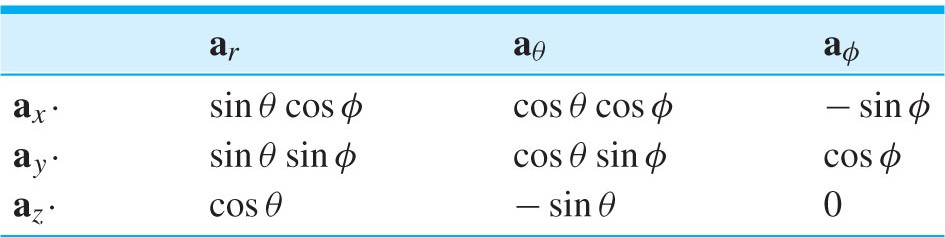 a_r a_θ a_ϕ
a_x · sin θ cos ϕ cos θ cos ϕ − sin ϕ
a_y · sin θ sin ϕ cos θ sin ϕ cos ϕ
a_z · cos θ − sin θ 0